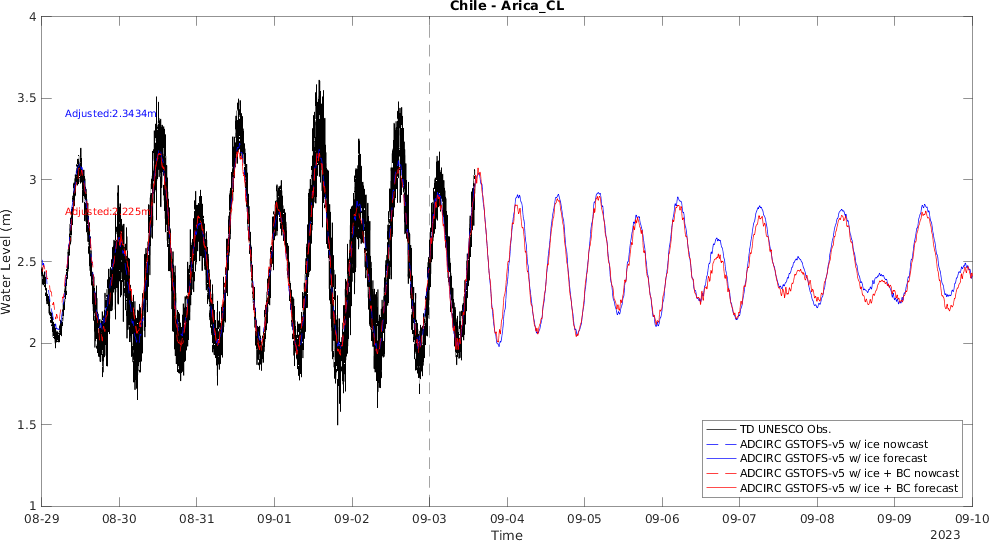 Chile - Arica_CL
4
3.5
3
2.5
2
1.5
1
Water Level (m)
Adjusted:2.3434m
Adjusted:2.225m
TD UNESCO Obs.
ADCIRC GSTOFS-v5 w/ ice nowcast
ADCIRC GSTOFS-v5 w/ ice forecast
ADCIRC GSTOFS-v5 w/ ice + BC nowcast
ADCIRC GSTOFS-v5 w/ ice + BC forecast
08-29 08-30 08-31 09-01 09-02 09-03 09-04 09-05 09-06 09-07 09-08 09-09 09-10
Time
2023